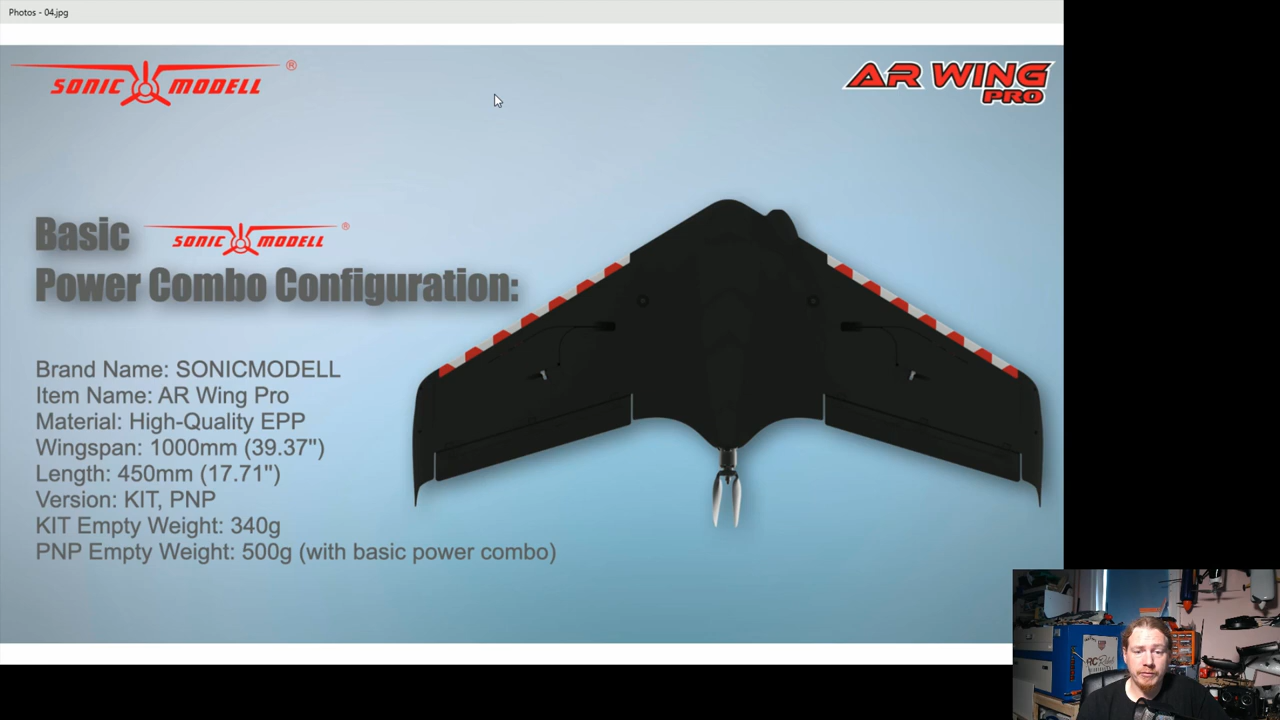 Photos - 04.jpg
SONIC MODELL ®
AR WING
PRO
Basic SONIC MODELL ®
Power Combo Configuration:
Brand Name: SONICMODELL
Item Name: AR Wing Pro
Material: High-Quality EPP
Wingspan: 1000mm (39.37")
Length: 450mm (17.71")
Version: KIT, PNP
KIT Empty Weight: 340g
PNP Empty Weight: 500g (with basic power combo)